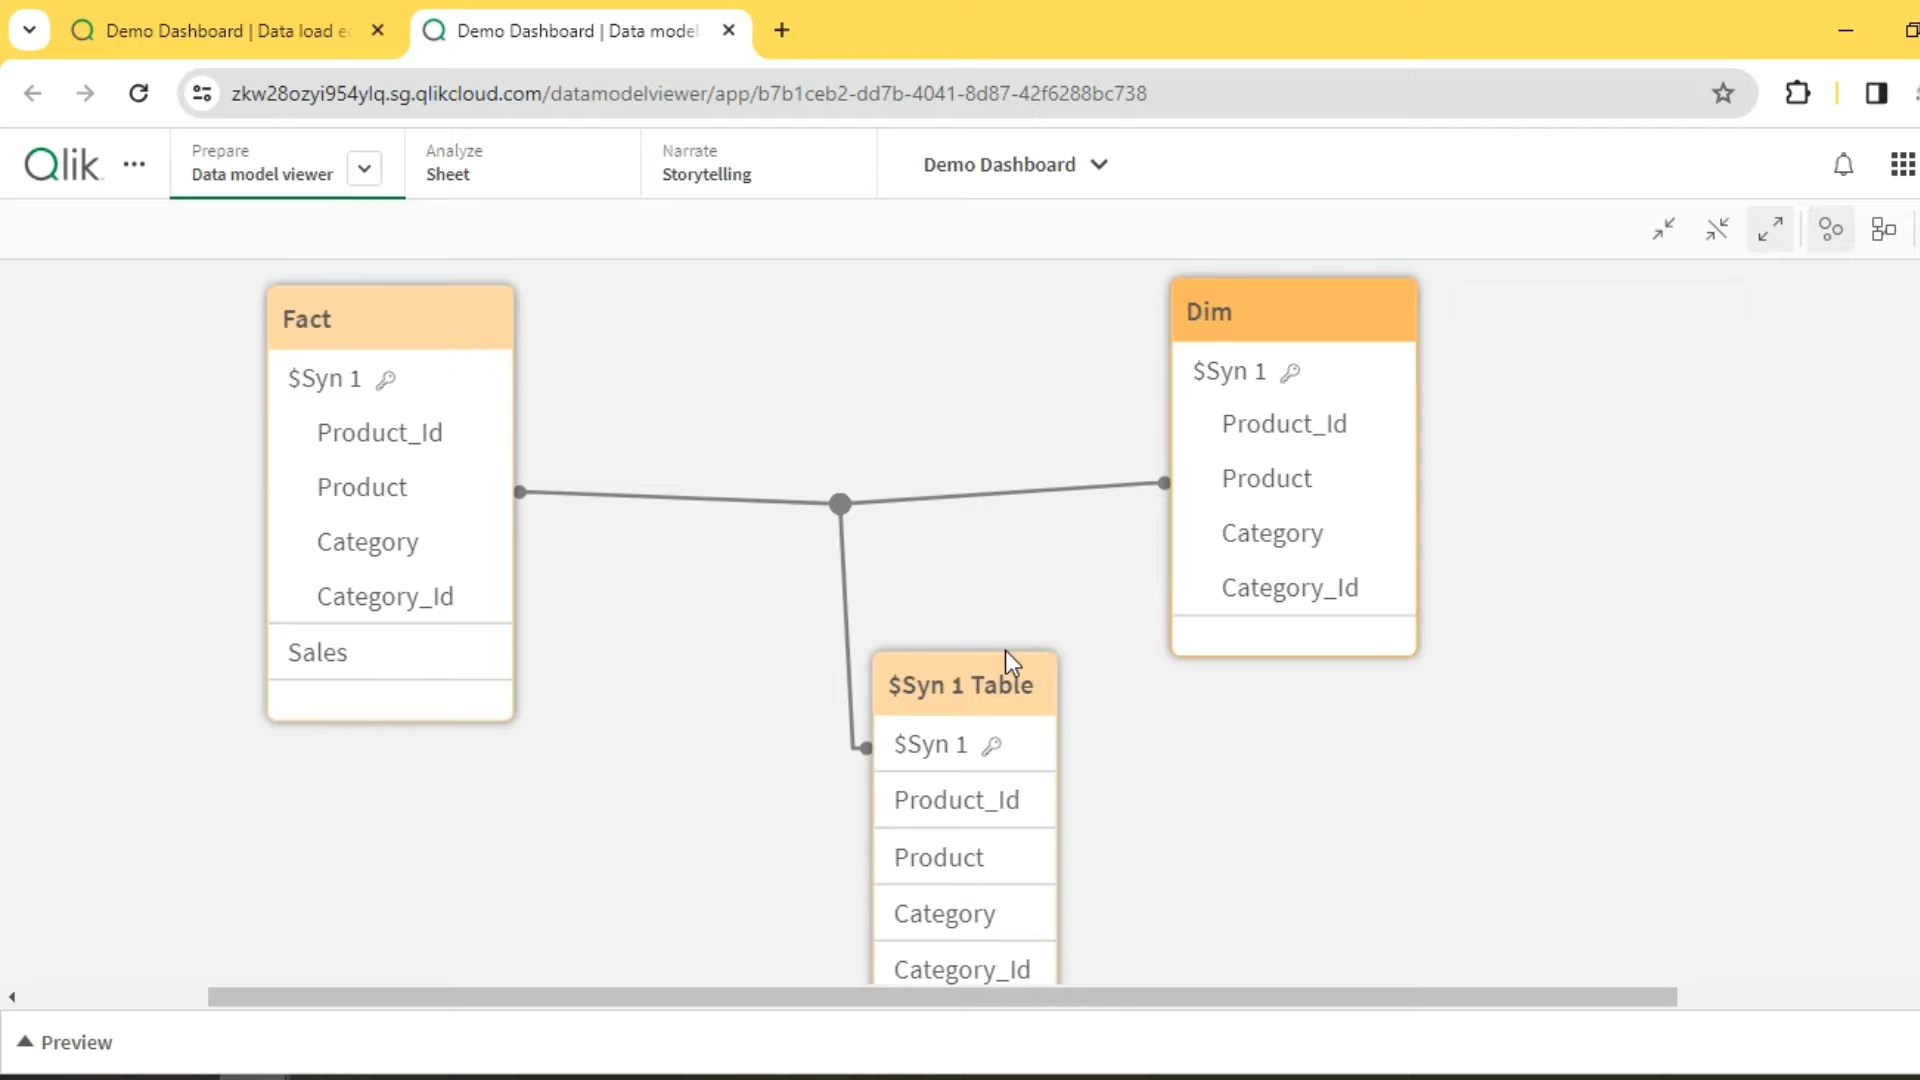 Demo Dashboard | Data load e
Demo Dashboard | Data model
zkw28ozyi954ylq.sg.qlikcloud.com/datamodelviewer/app/b7b1ceb2-dd7b-4041-8d87-42f6288bc738
Qlik
Prepare
Data model viewer
Analyze
Sheet
Narrate
Storytelling
Demo Dashboard
Fact
$Syn 1
Product_Id
Product
Category
Category_Id
Sales
Dim
$Syn 1
Product_Id
Product
Category
Category_Id
$Syn 1 Table
$Syn 1
Product_Id
Product
Category
Category_Id
Preview